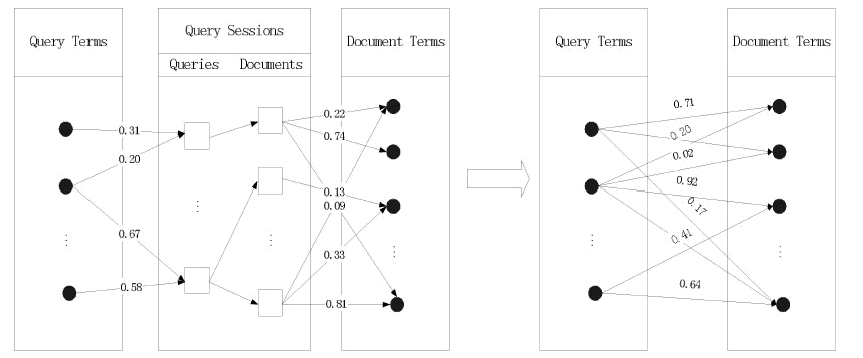 Query Terms
Query Sessions
Queries Documents
Document Terms
0.31
0.20
0.67
0.58
0.22
0.74
0.13
0.09
0.33
0.81
Query Terms
Document Terms
0.71
0.20
0.02
0.92
0.17
0.41
0.64